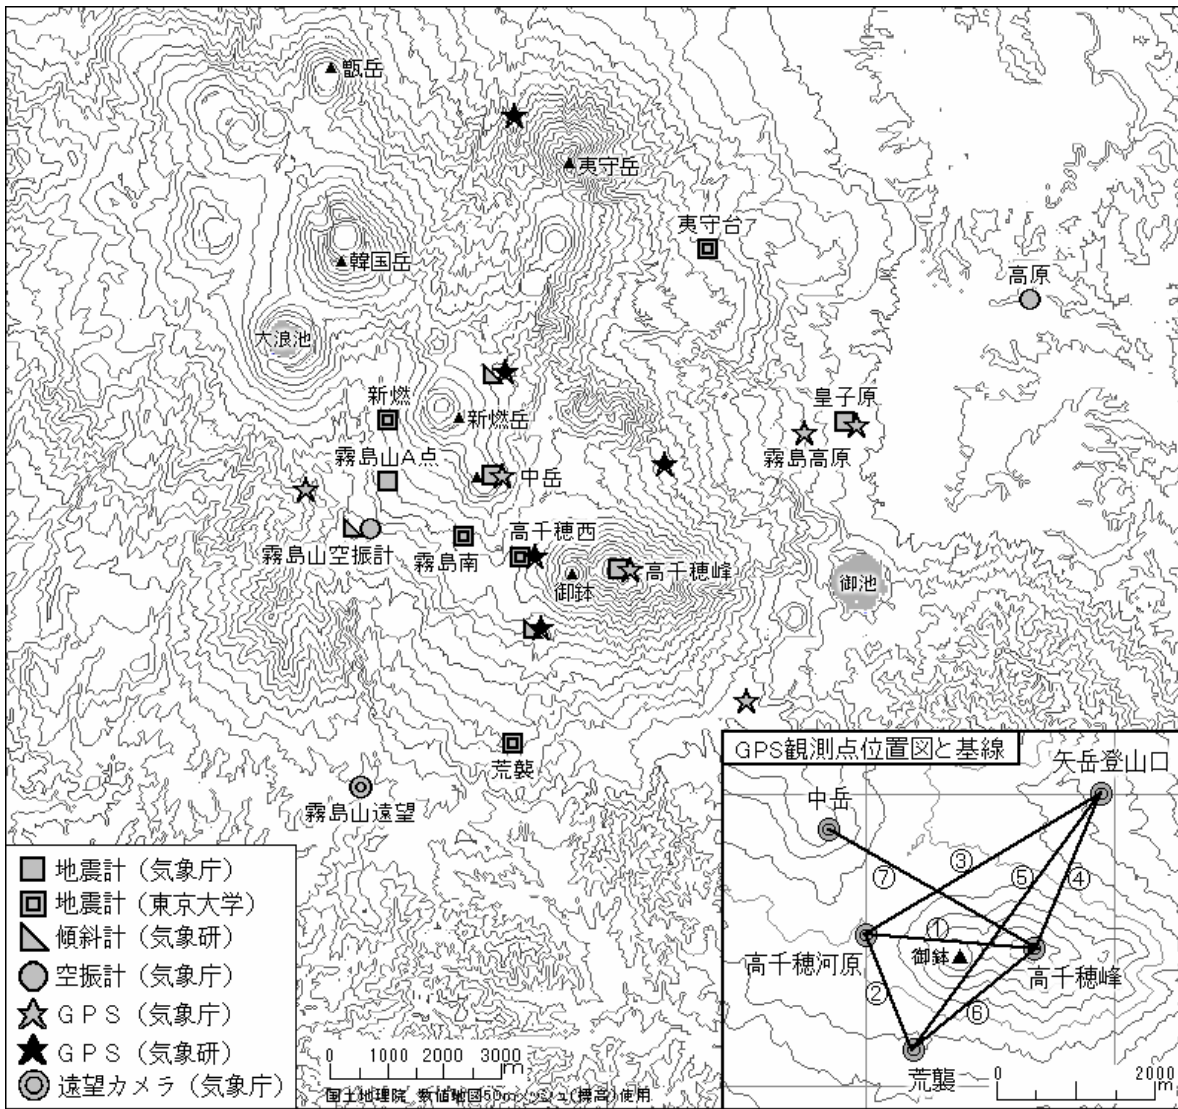 甑岳
夷守岳
夷守台
韓国岳
高原
大浪池
新燃
皇子原
新燃岳
霧島山A点
霧島高原
中岳
高千穂西
霧島山空振計
霧島南
高千穂峰
御鉢
御池
荒襲
霧島山遠望
GPS観測点位置図と基線
矢岳登山口
中岳
③
⑦
⑤
④
①
高千穂河原
御鉢
高千穂峰
②
⑥
荒襲
0 2000
m
地震計(気象庁)
地震計(東京大学)
傾斜計(気象研)
空振計(気象庁)
GPS(気象庁)
GPS(気象研)
遠望カメラ(気象庁)
0 1000 2000 3000
m
国土地理院 数値地図50mメッシュ(標高)使用